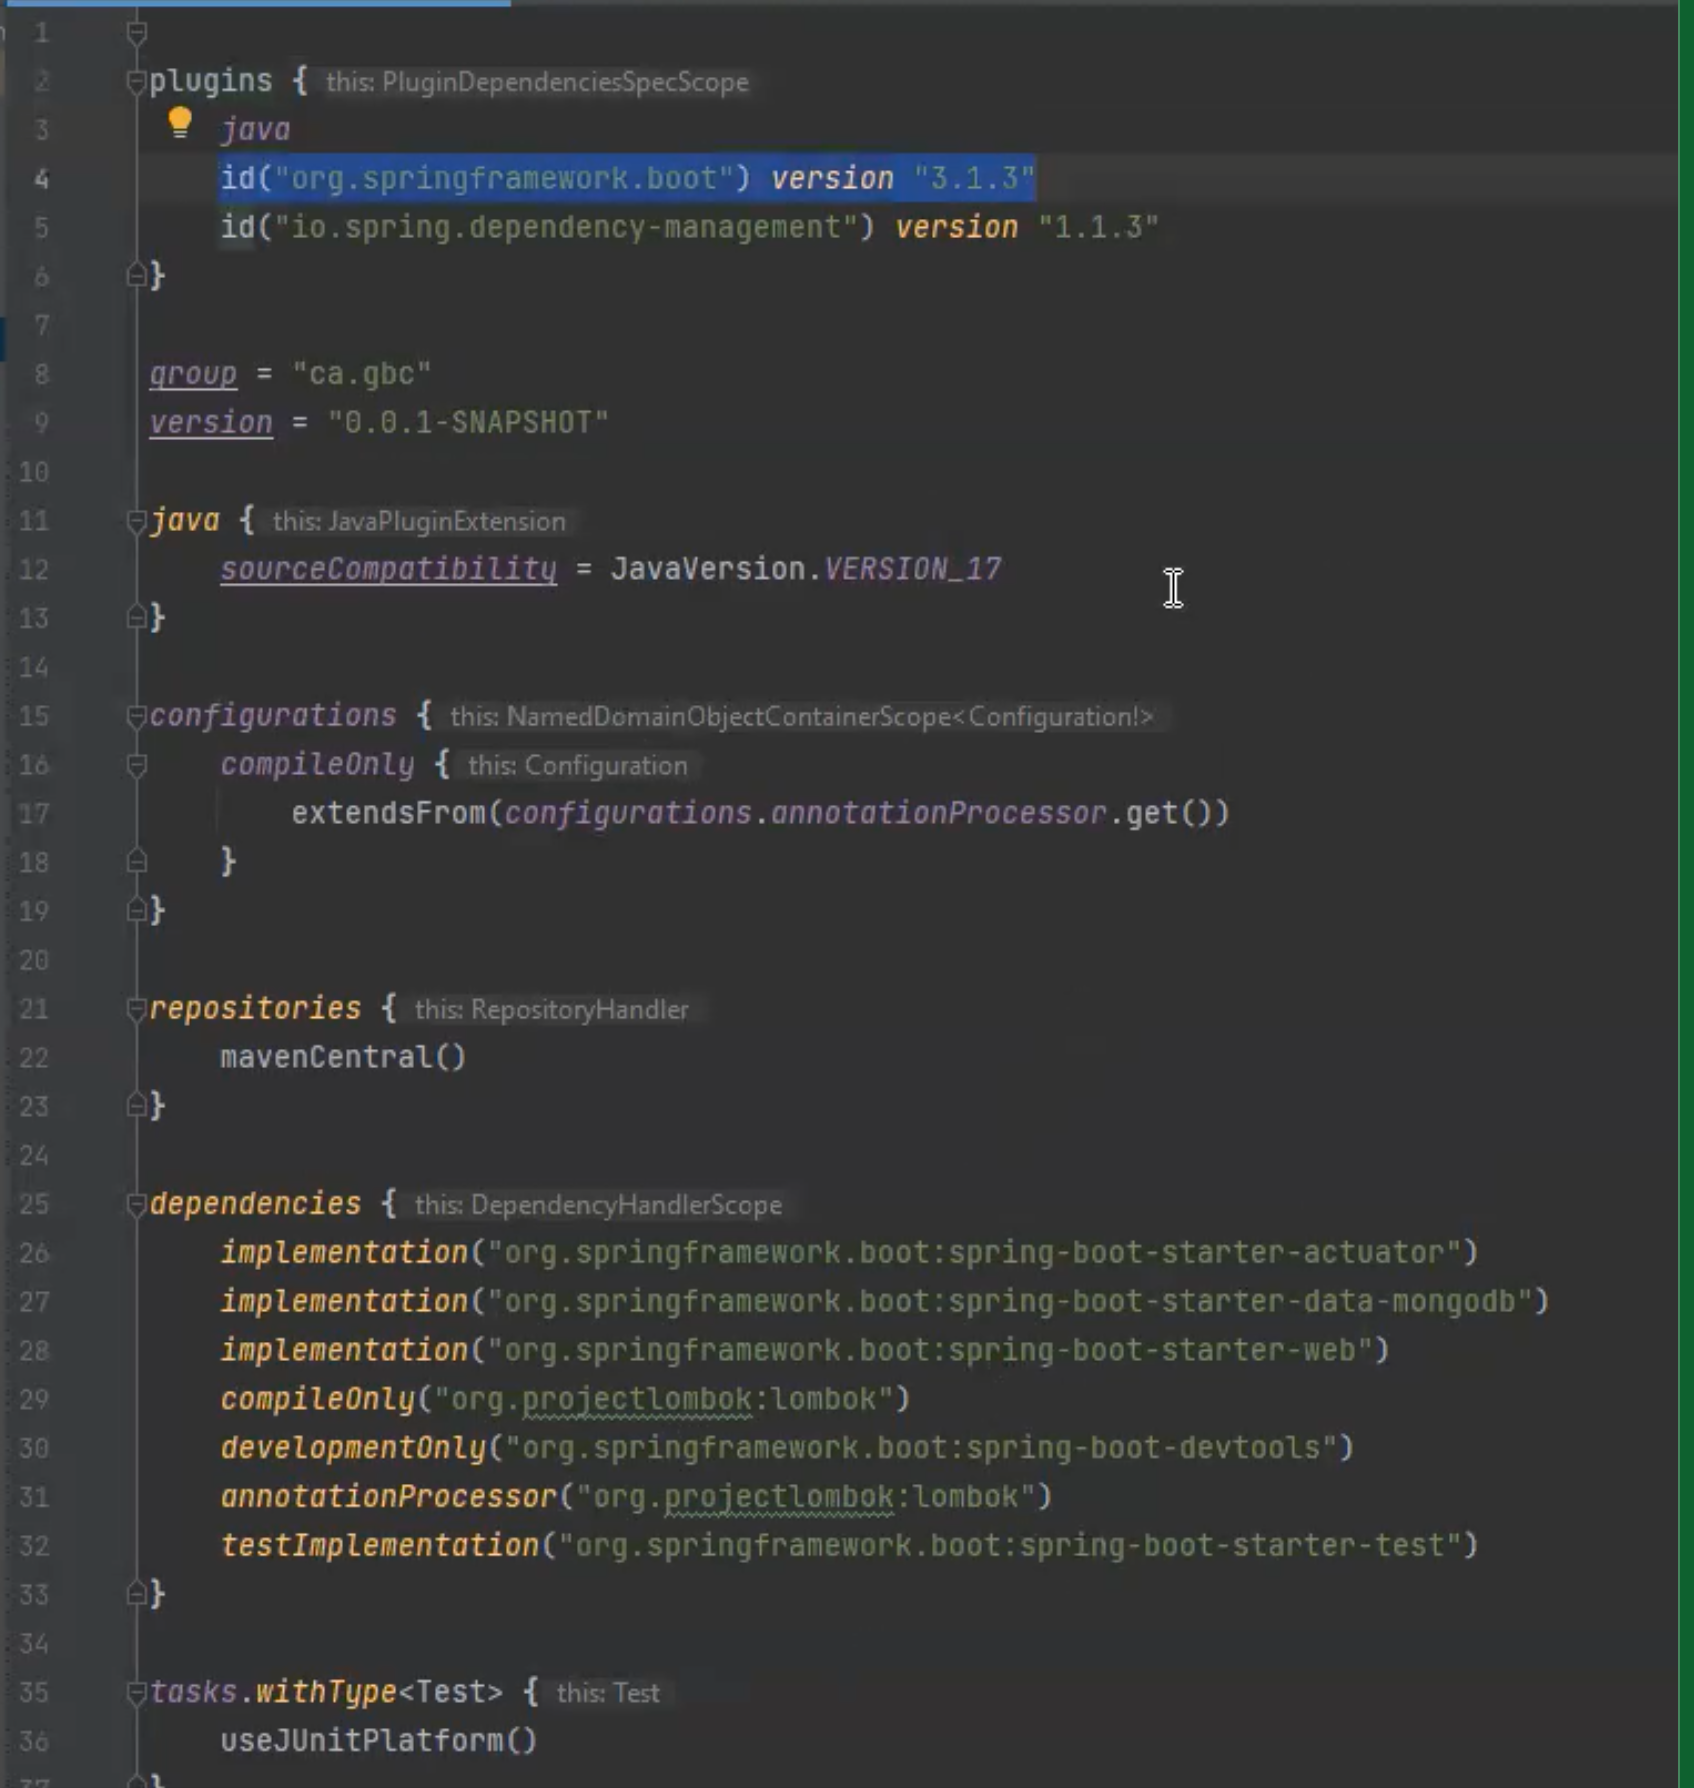 1
2 plugins { this: PluginDependenciesSpecScope
3 java
4 id("org.springframework.boot") version "3.1.3"
5 id("io.spring.dependency-management") version "1.1.3"
6 }
7
8 group = "ca.gbc"
9 version = "0.0.1-SNAPSHOT"
10
11 java { this: JavaPluginExtension
12 sourceCompatibility = JavaVersion.VERSION_17
13 }
14
15 configurations { this: NamedDomainObjectContainerScope<Configuration!>
16 compileOnly { this: Configuration
17 extendsFrom(configurations.annotationProcessor.get())
18 }
19 }
20
21 repositories { this: RepositoryHandler
22 mavenCentral()
23 }
24
25 dependencies { this: DependencyHandlerScope
26 implementation("org.springframework.boot:spring-boot-starter-actuator")
27 implementation("org.springframework.boot:spring-boot-starter-data-mongodb")
28 implementation("org.springframework.boot:spring-boot-starter-web")
29 compileOnly("org.projectlombok:lombok")
30 developmentOnly("org.springframework.boot:spring-boot-devtools")
31 annotationProcessor("org.projectlombok:lombok")
32 testImplementation("org.springframework.boot:spring-boot-starter-test")
33 }
34
35 tasks.withType<Test> { this: Test
36 useJUnitPlatform()
37 }